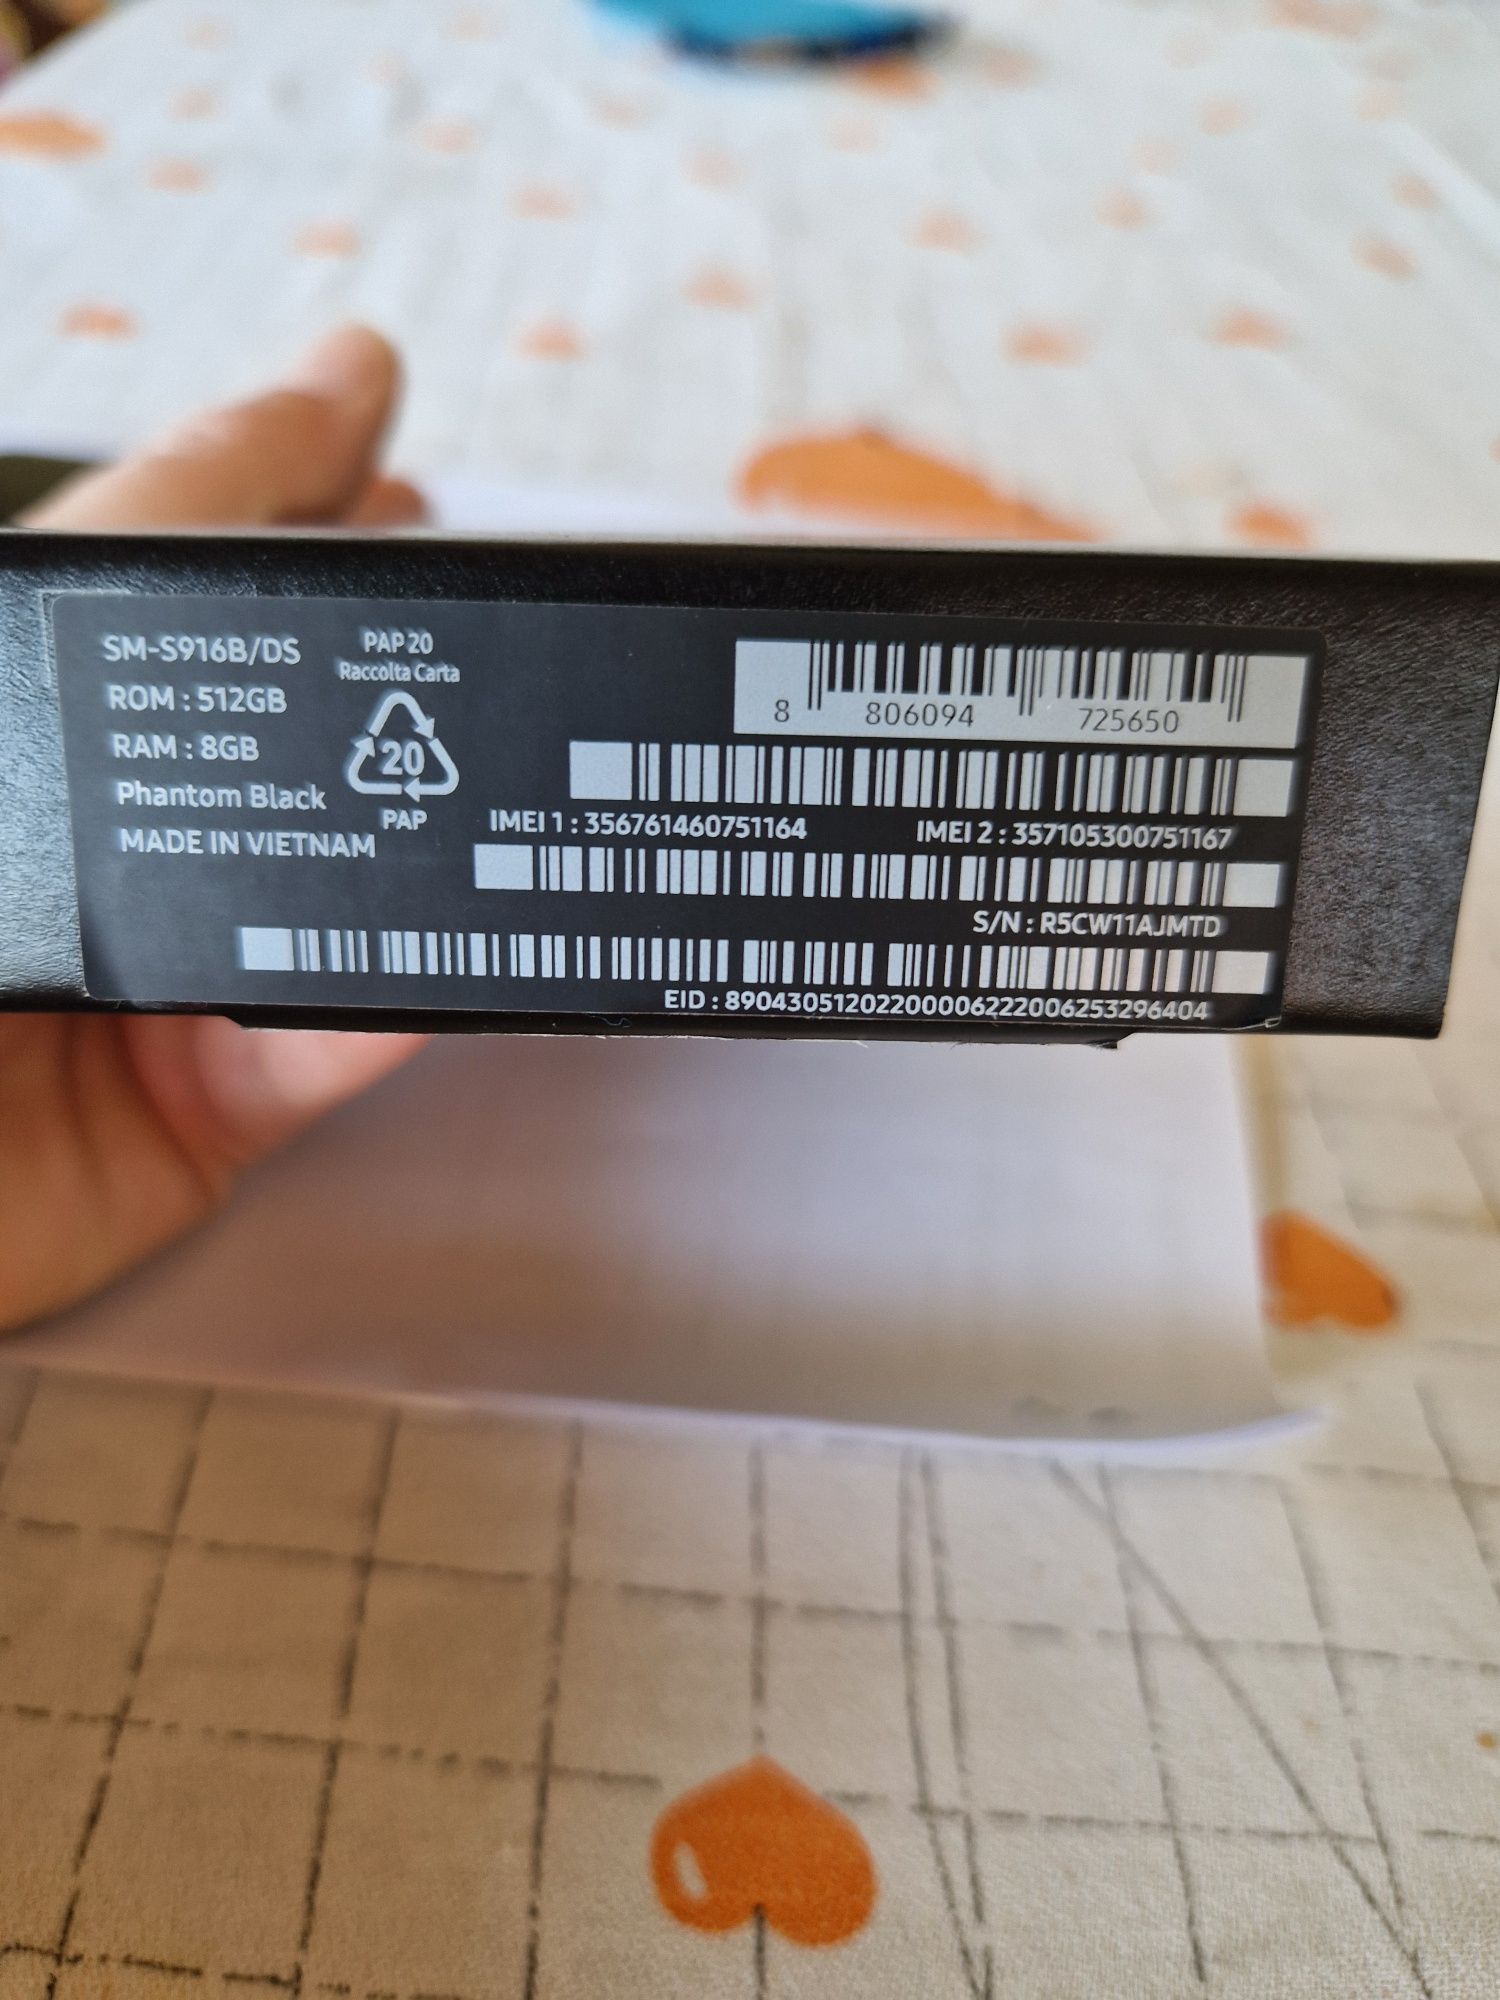 SM-S916B/DS
ROM : 512GB
RAM : 8GB
Phantom Black
MADE IN VIETNAM
PAP 20
Raccolta Carta
20
PAP
8 806094 725650
IMEI 1 : 356761460751164
IMEI 2 : 357105300751167
S/N : R5CW11AJMTD
EID : 89043051202200006222006253296404